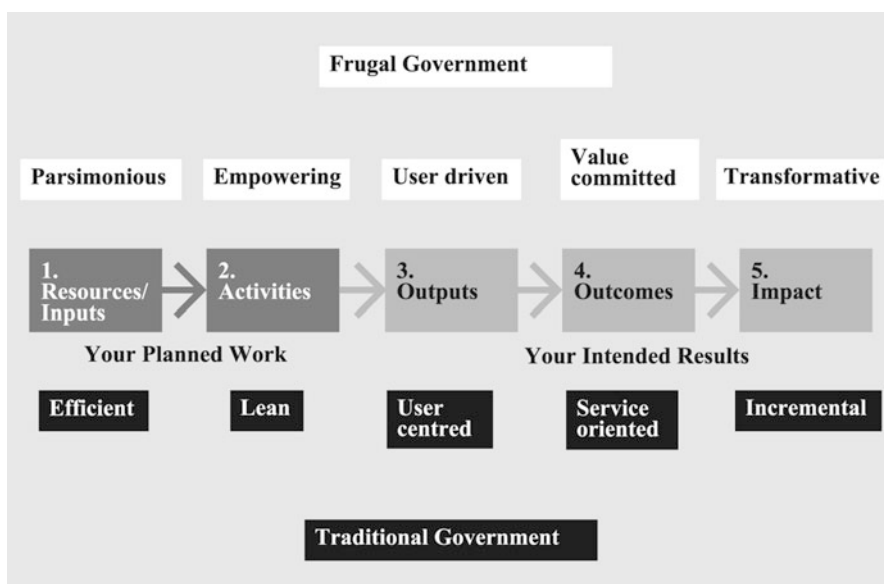 Frugal Government
Parsimonious
Empowering
User driven
Value
committed
Transformative
1.
Resources/
Inputs
2.
Activities
3.
Outputs
4.
Outcomes
5.
Impact
Your Planned Work
Your Intended Results
Efficient
Lean
User
centred
Service
oriented
Incremental
Traditional Government